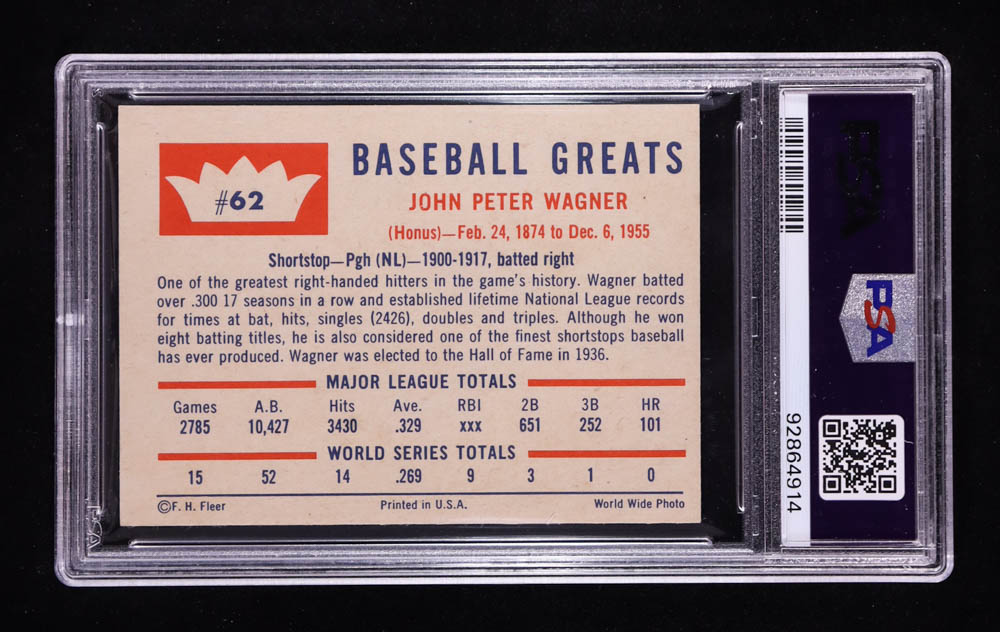 #62
BASEBALL GREATS
JOHN PETER WAGNER
(Honus)—Feb. 24, 1874 to Dec. 6, 1955
Shortstop—Pgh (NL)—1900-1917, batted right
One of the greatest right-handed hitters in the game's history. Wagner batted
over .300 17 seasons in a row and established lifetime National League records
for times at bat, hits, singles (2426), doubles and triples. Although he won
eight batting titles, he is also considered one of the finest shortstops baseball
has ever produced. Wagner was elected to the Hall of Fame in 1936.
MAJOR LEAGUE TOTALS
Games A.B. Hits Ave. RBI 2B 3B HR
2785 10,427 3430 .329 xxx 651 252 101
WORLD SERIES TOTALS
15 52 14 .269 9 3 1 0
©F. H. Fleer Printed in U.S.A. World Wide Photo
PSA
PSA
92864914
PSA